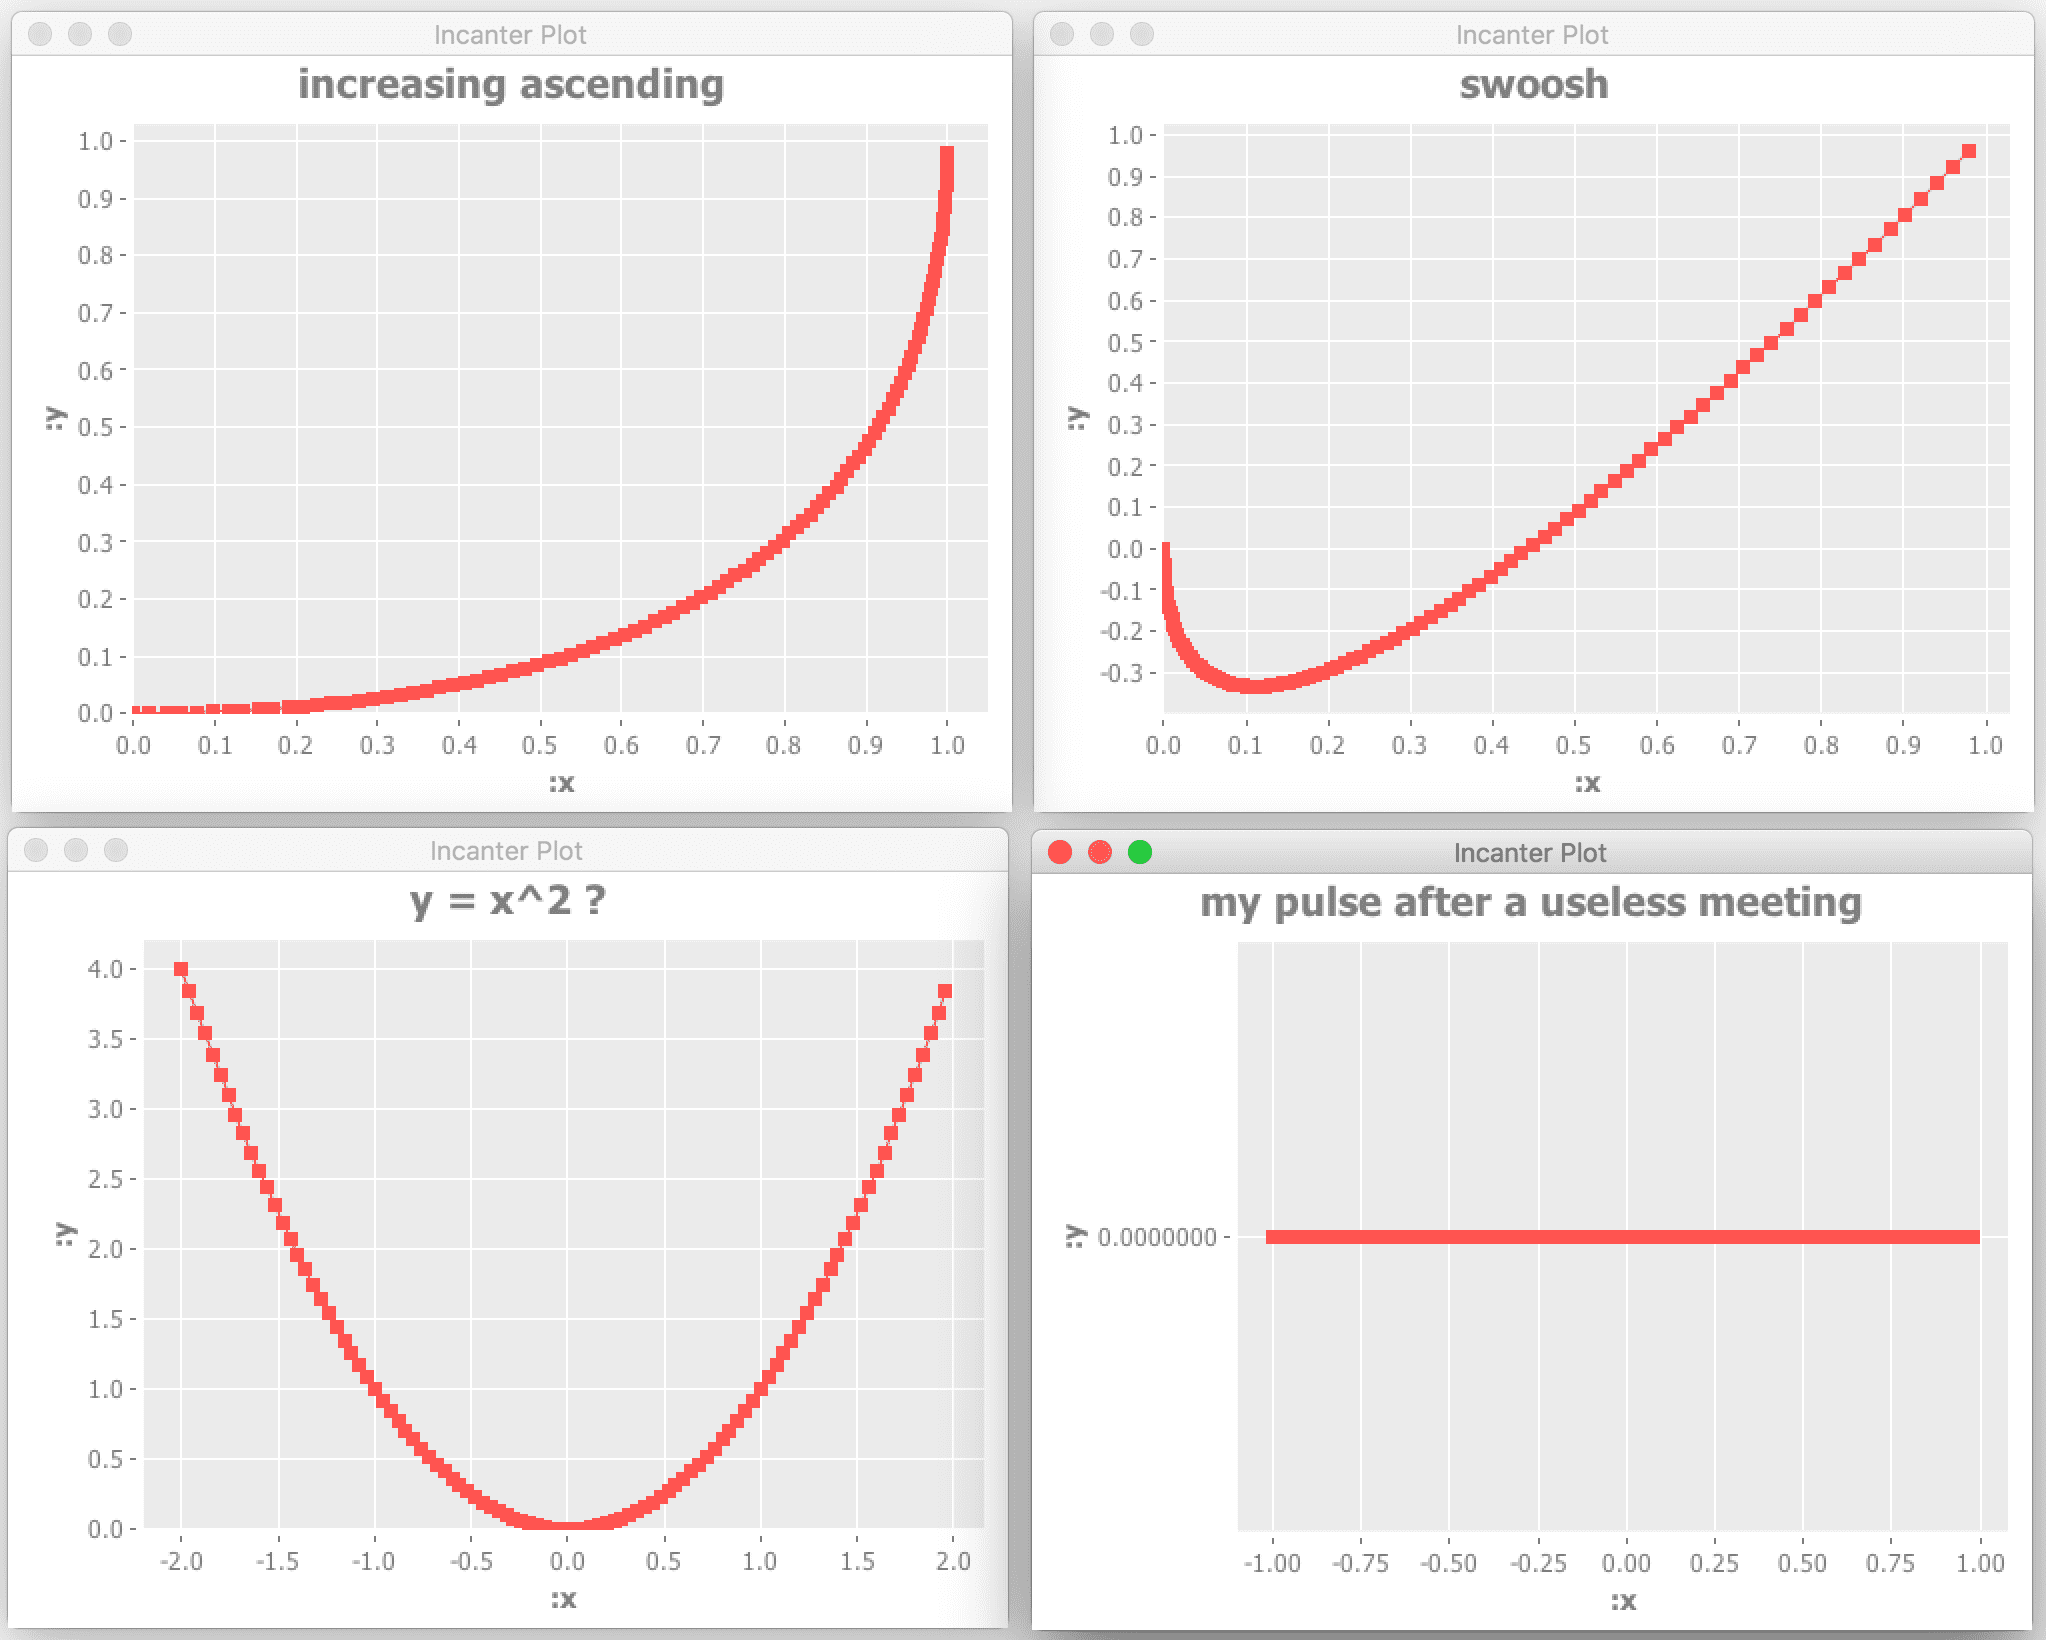 Incanter Plot
increasing ascending
1.0
0.9
0.8
0.7
0.6
0.5
0.4
0.3
0.2
0.1
0.0
:y
0.0 0.1 0.2 0.3 0.4 0.5 0.6 0.7 0.8 0.9 1.0
:x
Incanter Plot
swoosh
1.0
0.9
0.8
0.7
0.6
0.5
0.4
0.3
0.2
0.1
0.0
-0.1
-0.2
-0.3
:y
0.0 0.1 0.2 0.3 0.4 0.5 0.6 0.7 0.8 0.9 1.0
:x
Incanter Plot
y = x^2 ?
4.0
3.5
3.0
2.5
2.0
1.5
1.0
0.5
0.0
:y
-2.0 -1.5 -1.0 -0.5 0.0 0.5 1.0 1.5 2.0
:x
Incanter Plot
my pulse after a useless meeting
:y
0.0000000
-1.00 -0.75 -0.50 -0.25 0.00 0.25 0.50 0.75 1.00
:x